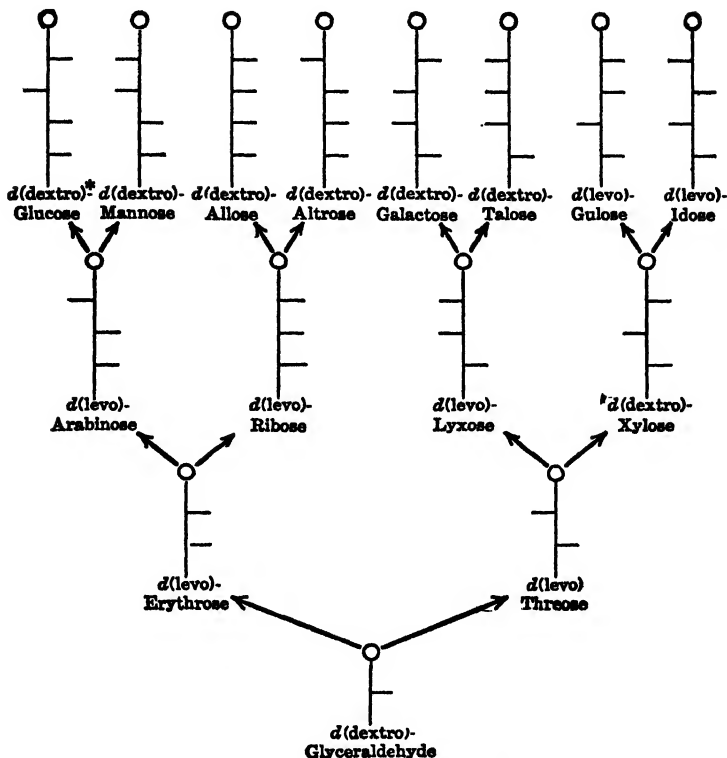 d(dextro)-*
Glucose
d(dextro)-
Mannose
d(dextro)-
Allose
d(dextro)-
Altrose
d(dextro)-
Galactose
d(dextro)-
Talose
d(levo)-
Gulose
d(levo)-
Idose
d(levo)-
Arabinose
d(levo)-
Ribose
d(levo)-
Lyxose
d(dextro)-
Xylose
d(levo)-
Erythrose
d(levo)
Threose
d(dextro)-
Glyceraldehyde